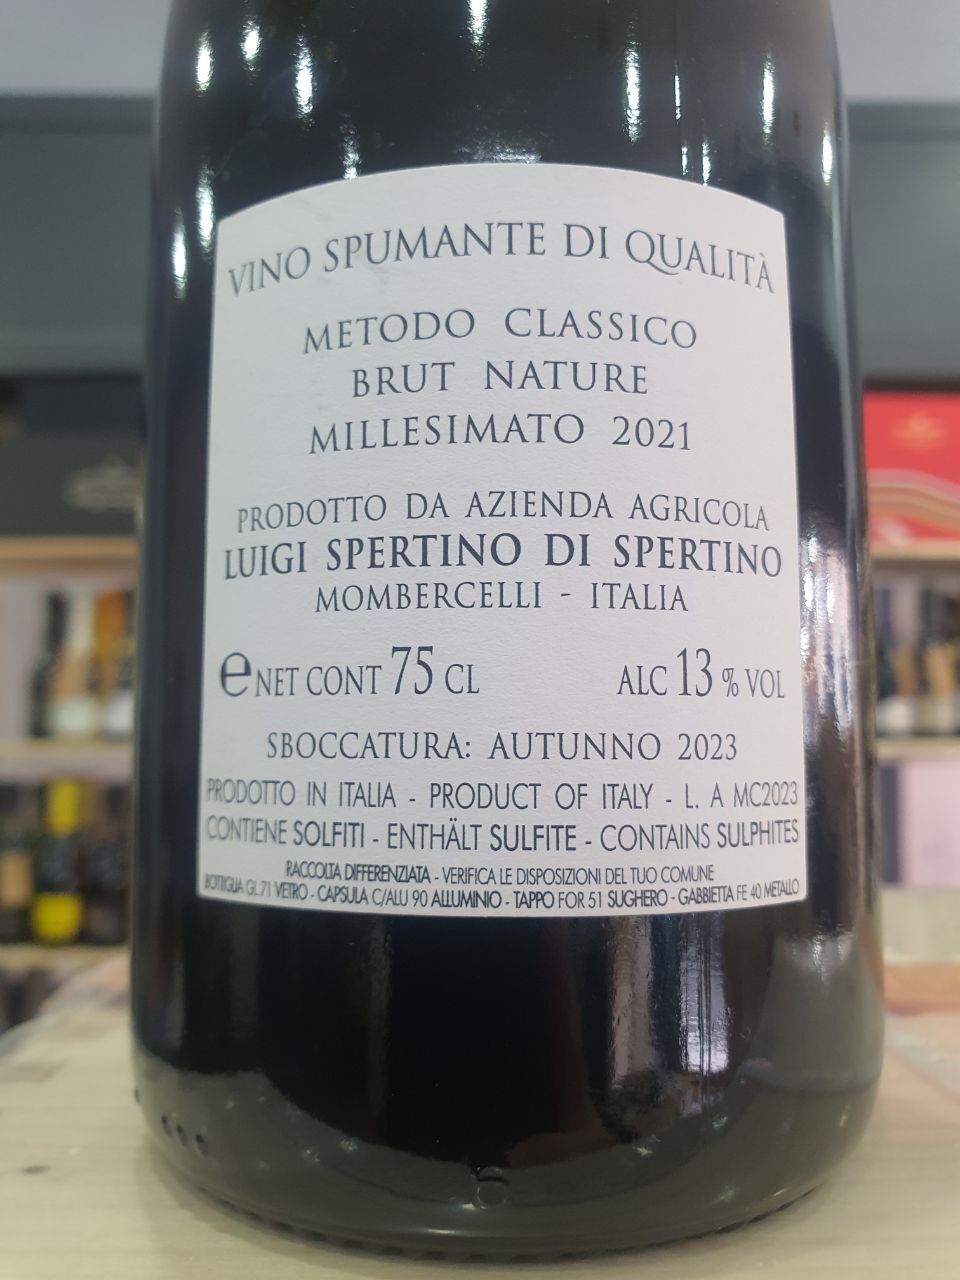 VINO SPUMANTE DI QUALITÀ
METODO CLASSICO
BRUT NATURE
MILLESIMATO 2021
PRODOTTO DA AZIENDA AGRICOLA
LUIGI SPERTINO DI SPERTINO
MOMBERCELLI - ITALIA
e NET CONT 75 CL ALC 13 % VOL
SBOCCATURA: AUTUNNO 2023
PRODOTTO IN ITALIA - PRODUCT OF ITALY - L. A MC2023
CONTIENE SOLFITI - ENTHÄLT SULFITE - CONTAINS SULPHITES
RACCOLTA DIFFERENZIATA - VERIFICA LE DISPOSIZIONI DEL TUO COMUNE
BOTTIGLIA GL 71 VETRO - CAPSULA C/ALU 90 ALLUMINIO - TAPPO FOR 51 SUGHERO - GABBIETTA FE 40 METALLO
6